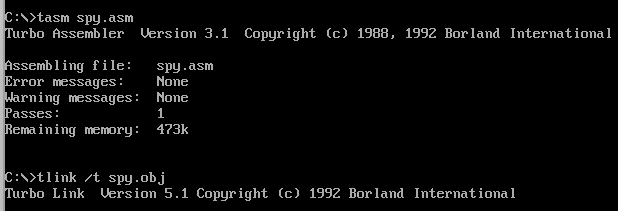 C:\>tasm spy.asm
Turbo Assembler  Version 3.1  Copyright (c) 1988, 1992 Borland International
Assembling file:   spy.asm
Error messages:    None
Warning messages:  None
Passes:            1
Remaining memory:  473k
C:\>tlink /t spy.obj
Turbo Link  Version 5.1 Copyright (c) 1992 Borland International